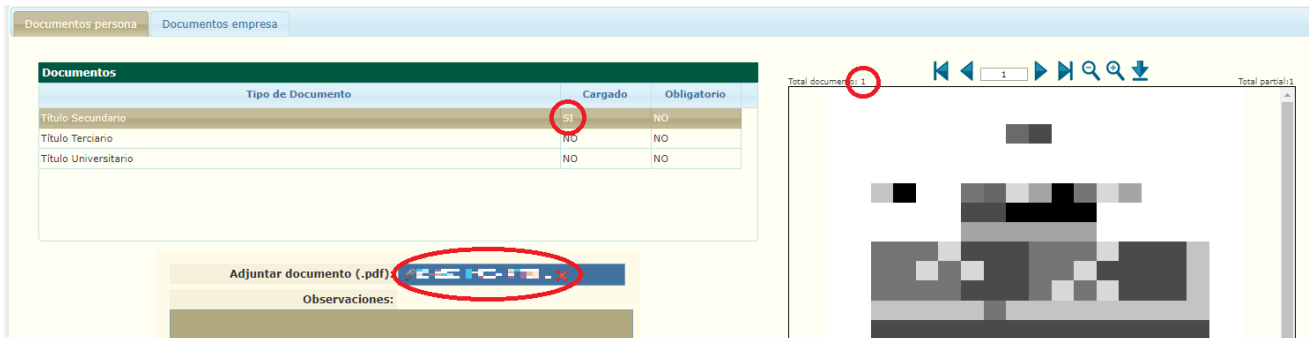 Documentos persona Documentos empresa
Documentos
Tipo de Documento Cargado Obligatorio
Título Secundario SI NO
Título Terciario NO NO
Título Universitario NO NO
Adjuntar documento (.pdf):
Observaciones:
Total documento: 1
1
Total partial:1